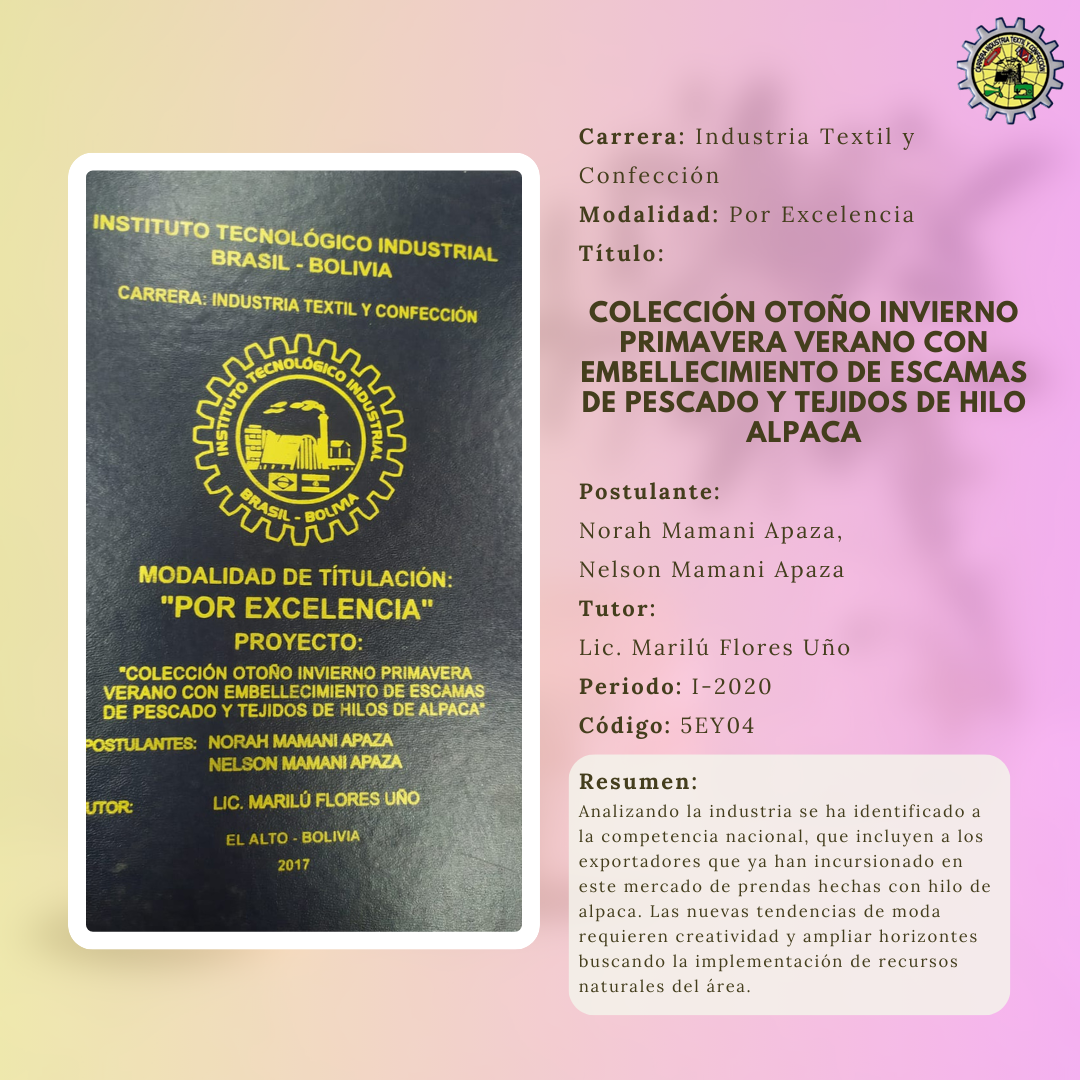 CARRERA INDUSTRIA TEXTIL Y CONFECCIÓN
INSTITUTO TECNOLÓGICO INDUSTRIAL
BRASIL - BOLIVIA
CARRERA: INDUSTRIA TEXTIL Y CONFECCIÓN
INSTITUTO TECNOLÓGICO INDUSTRIAL
BRASIL - BOLIVIA
MODALIDAD DE TÍTULACIÓN:
"POR EXCELENCIA"
PROYECTO:
"COLECCIÓN OTOÑO INVIERNO PRIMAVERA
VERANO CON EMBELLECIMIENTO DE ESCAMAS
DE PESCADO Y TEJIDOS DE HILOS DE ALPACA"
POSTULANTES: NORAH MAMANI APAZA
NELSON MAMANI APAZA
UTOR: LIC. MARILÚ FLORES UÑO
EL ALTO - BOLIVIA
2017
Carrera: Industria Textil y
Confección
Modalidad: Por Excelencia
Título:
COLECCIÓN OTOÑO INVIERNO
PRIMAVERA VERANO CON
EMBELLECIMIENTO DE ESCAMAS
DE PESCADO Y TEJIDOS DE HILO
ALPACA
Postulante:
Norah Mamani Apaza,
Nelson Mamani Apaza
Tutor:
Lic. Marilú Flores Uño
Periodo: I-2020
Código: 5EY04
Resumen:
Analizando la industria se ha identificado a
la competencia nacional, que incluyen a los
exportadores que ya han incursionado en
este mercado de prendas hechas con hilo de
alpaca. Las nuevas tendencias de moda
requieren creatividad y ampliar horizontes
buscando la implementación de recursos
naturales del área.